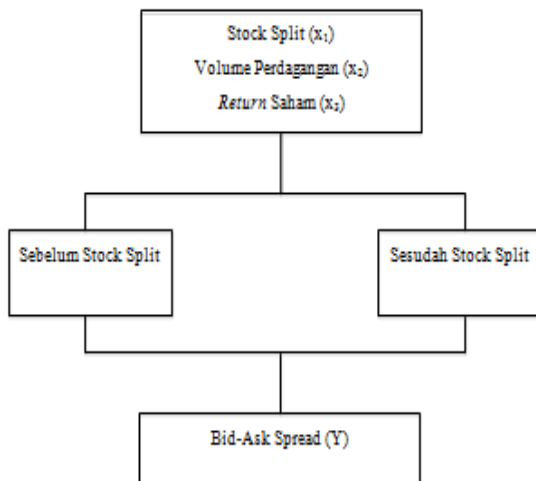 Stock Split (x₁)
Volume Perdagangan (x₂)
Return Saham (x₃)
Sebelum Stock Split
Sesudah Stock Split
Bid-Ask Spread (Y)